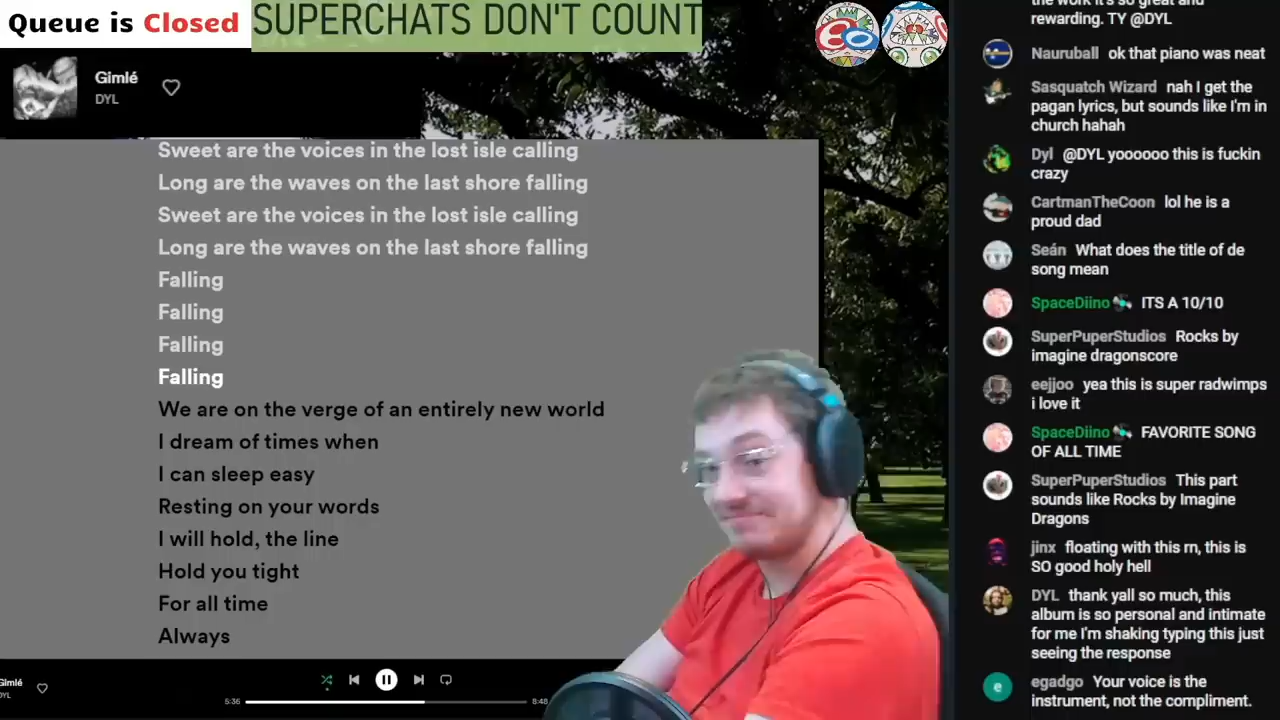 Queue is Closed
SUPERCHATS DON'T COUNT
Gimlé
DYL
Sweet are the voices in the lost isle calling
Long are the waves on the last shore falling
Sweet are the voices in the lost isle calling
Long are the waves on the last shore falling
Falling
Falling
Falling
Falling
We are on the verge of an entirely new world
I dream of times when
I can sleep easy
Resting on your words
I will hold, the line
Hold you tight
For all time
Always
Gimlé
DYL
5:36
8:48
the work it's so great and
rewarding. TY @DYL
Nauruball ok that piano was neat
Sasquatch Wizard nah I get the
pagan lyrics, but sounds like I'm in
church hahah
Dyl @DYL yoooooo this is fuckin
crazy
CartmanTheCoon lol he is a
proud dad
Seán What does the title of de
song mean
SpaceDiino ITS A 10/10
SuperPuperStudios Rocks by
imagine dragonscore
eejjoo yea this is super radwimps
i love it
SpaceDiino FAVORITE SONG
OF ALL TIME
SuperPuperStudios This part
sounds like Rocks by Imagine
Dragons
jinx floating with this rn, this is
SO good holy hell
DYL thank yall so much, this
album is so personal and intimate
for me I'm shaking typing this just
seeing the response
e
egadgo Your voice is the
instrument, not the compliment.